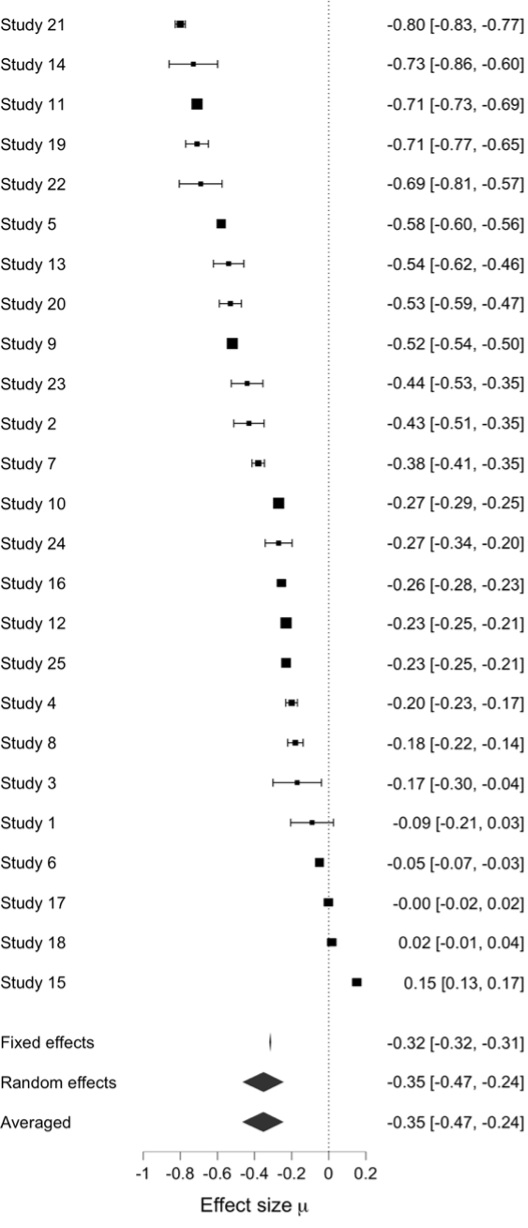 Study 21 -0.80 [-0.83, -0.77]
Study 14 -0.73 [-0.86, -0.60]
Study 11 -0.71 [-0.73, -0.69]
Study 19 -0.71 [-0.77, -0.65]
Study 22 -0.69 [-0.81, -0.57]
Study 5 -0.58 [-0.60, -0.56]
Study 13 -0.54 [-0.62, -0.46]
Study 20 -0.53 [-0.59, -0.47]
Study 9 -0.52 [-0.54, -0.50]
Study 23 -0.44 [-0.53, -0.35]
Study 2 -0.43 [-0.51, -0.35]
Study 7 -0.38 [-0.41, -0.35]
Study 10 -0.27 [-0.29, -0.25]
Study 24 -0.27 [-0.34, -0.20]
Study 16 -0.26 [-0.28, -0.23]
Study 12 -0.23 [-0.25, -0.21]
Study 25 -0.23 [-0.25, -0.21]
Study 4 -0.20 [-0.23, -0.17]
Study 8 -0.18 [-0.22, -0.14]
Study 3 -0.17 [-0.30, -0.04]
Study 1 -0.09 [-0.21, 0.03]
Study 6 -0.05 [-0.07, -0.03]
Study 17 -0.00 [-0.02, 0.02]
Study 18 0.02 [-0.01, 0.04]
Study 15 0.15 [0.13, 0.17]
Fixed effects -0.32 [-0.32, -0.31]
Random effects -0.35 [-0.47, -0.24]
Averaged -0.35 [-0.47, -0.24]
-1 -0.8 -0.6 -0.4 -0.2 0 0.2
Effect size μ